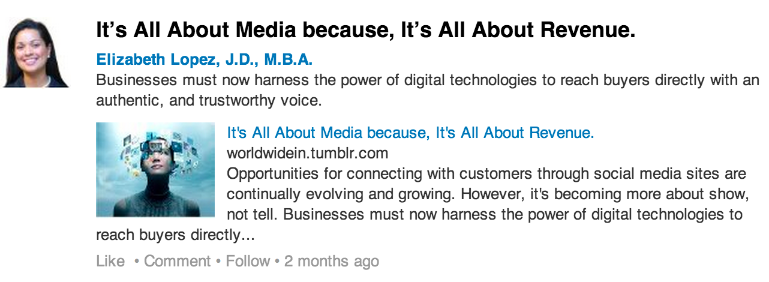 It's All About Media because, It's All About Revenue.
Elizabeth Lopez, J.D., M.B.A.
Businesses must now harness the power of digital technologies to reach buyers directly with an
authentic, and trustworthy voice.
It's All About Media because, It's All About Revenue.
worldwidein.tumblr.com
Opportunities for connecting with customers through social media sites are
continually evolving and growing. However, it's becoming more about show,
not tell. Businesses must now harness the power of digital technologies to
reach buyers directly...
Like • Comment • Follow • 2 months ago